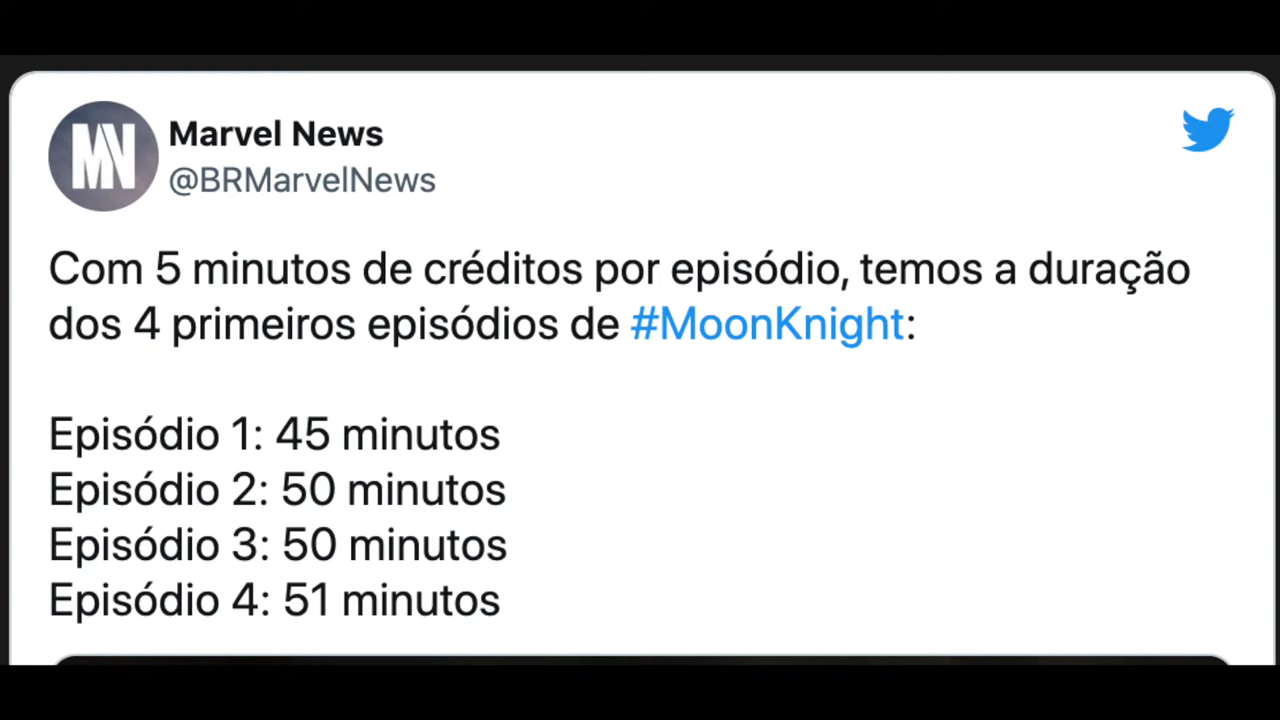 MN
Marvel News
@BRMarvelNews
Com 5 minutos de créditos por episódio, temos a duração
dos 4 primeiros episódios de #MoonKnight:
Episódio 1: 45 minutos
Episódio 2: 50 minutos
Episódio 3: 50 minutos
Episódio 4: 51 minutos